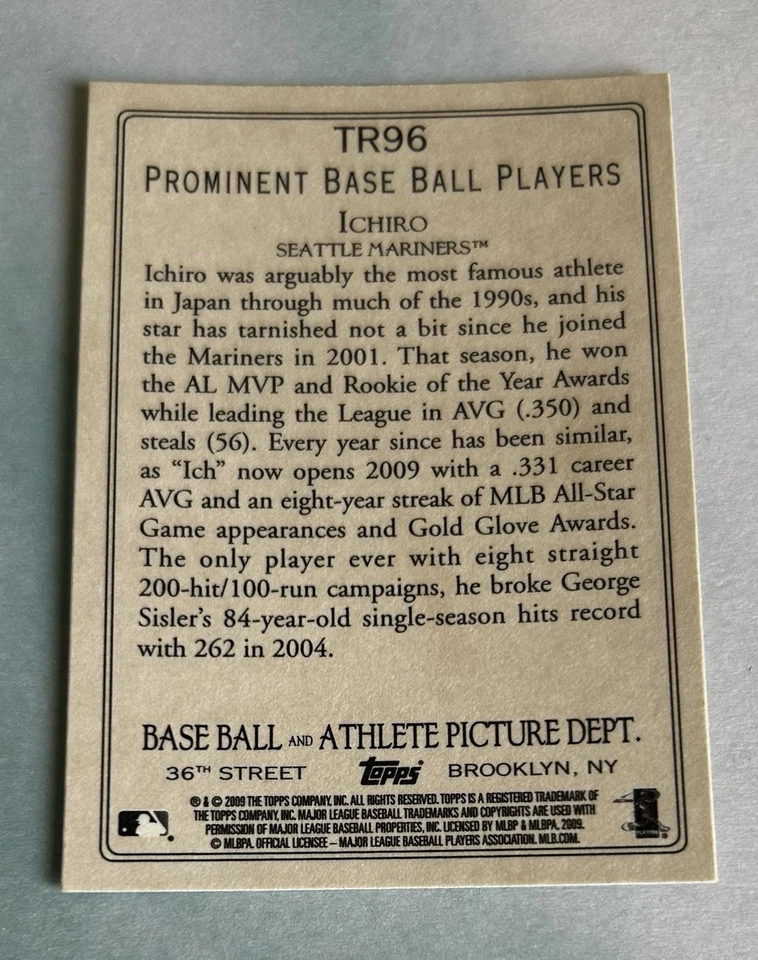 TR96
PROMINENT BASE BALL PLAYERS
ICHIRO
SEATTLE MARINERS™
Ichiro was arguably the most famous athlete
in Japan through much of the 1990s, and his
star has tarnished not a bit since he joined
the Mariners in 2001. That season, he won
the AL MVP and Rookie of the Year Awards
while leading the League in AVG (.350) and
steals (56). Every year since has been similar,
as “Ich” now opens 2009 with a .331 career
AVG and an eight-year streak of MLB All-Star
Game appearances and Gold Glove Awards.
The only player ever with eight straight
200-hit/100-run campaigns, he broke George
Sisler's 84-year-old single-season hits record
with 262 in 2004.
BASE BALL AND ATHLETE PICTURE DEPT.
36TH STREET Topps BROOKLYN, NY
® & © 2009 THE TOPPS COMPANY, INC. ALL RIGHTS RESERVED. TOPPS IS A REGISTERED TRADEMARK OF
THE TOPPS COMPANY, INC. MAJOR LEAGUE BASEBALL TRADEMARKS AND COPYRIGHTS ARE USED WITH
PERMISSION OF MAJOR LEAGUE BASEBALL PROPERTIES, INC. LICENSED BY MLBP & MLBPA, 2009.
© MLBPA. OFFICIAL LICENSEE – MAJOR LEAGUE BASEBALL PLAYERS ASSOCIATION. MLB.COM.
PLAYERS